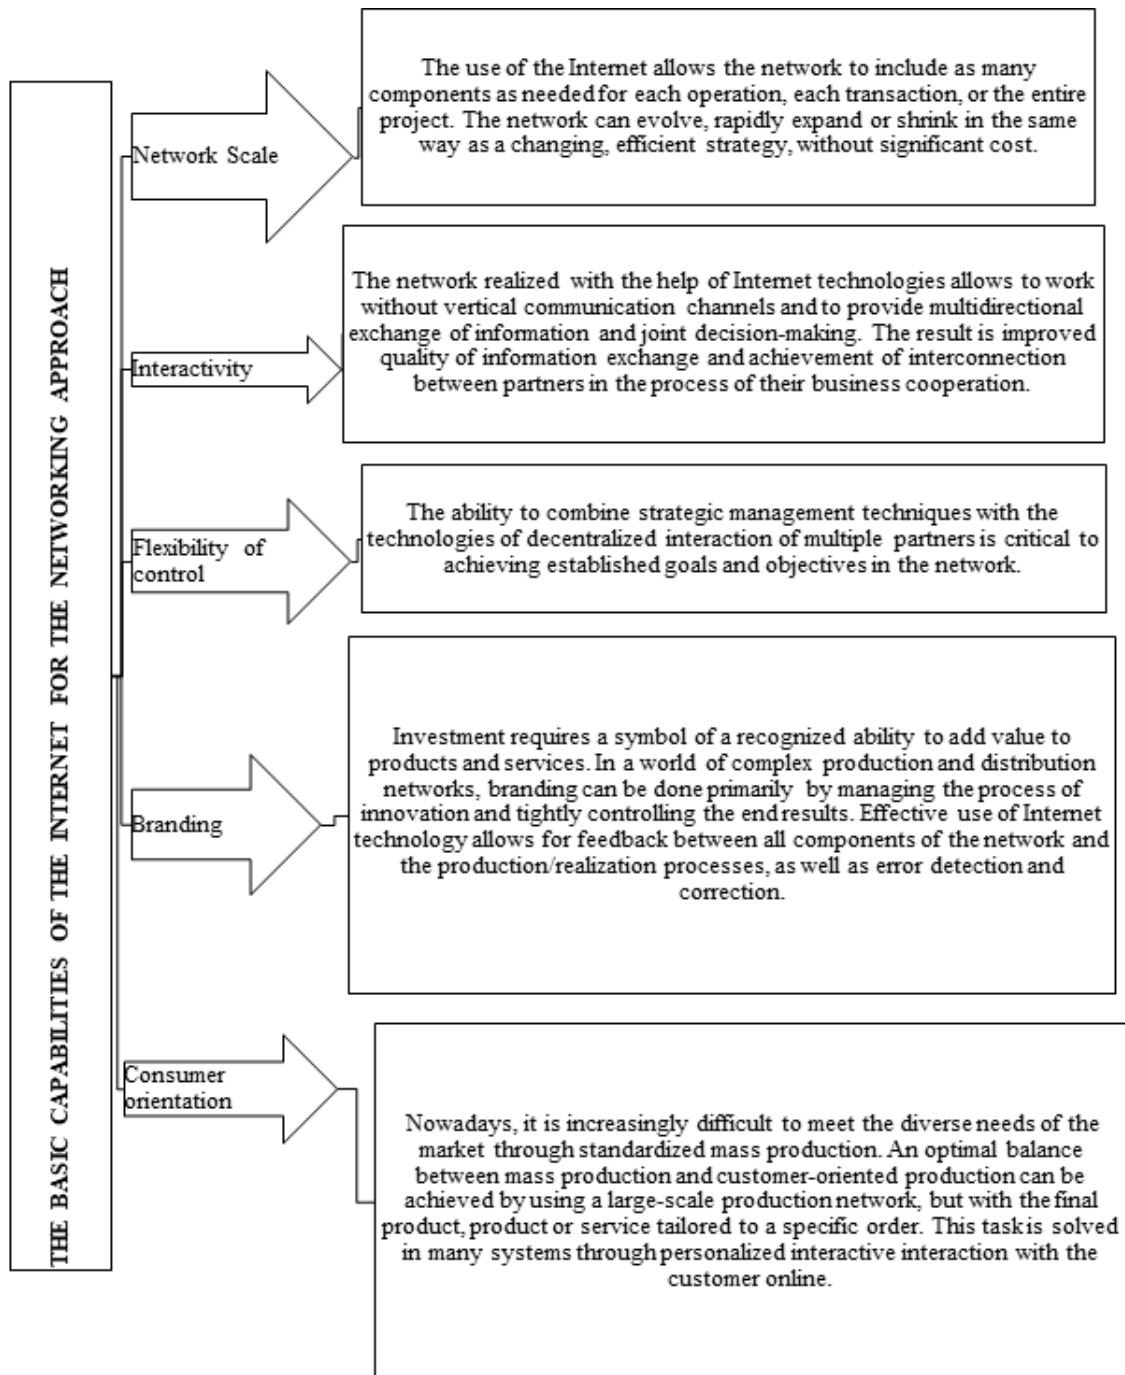 THE BASIC CAPABILITIES OF THE INTERNET FOR THE NETWORKING APPROACH
Network Scale
The use of the Internet allows the network to include as many
components as needed for each operation, each transaction, or the entire
project. The network can evolve, rapidly expand or shrink in the same
way as a changing, efficient strategy, without significant cost.
Interactivity
The network realized with the help of Internet technologies allows to work
without vertical communication channels and to provide multidirectional
exchange of information and joint decision-making. The result is improved
quality of information exchange and achievement of interconnection
between partners in the process of their business cooperation.
Flexibility of
control
The ability to combine strategic management techniques with the
technologies of decentralized interaction of multiple partners is critical to
achieving established goals and objectives in the network.
Branding
Investment requires a symbol of a recognized ability to add value to
products and services. In a world of complex production and distribution
networks, branding can be done primarily by managing the process of
innovation and tightly controlling the end results. Effective use of Internet
technology allows for feedback between all components of the network and
the production/realization processes, as well as error detection and
correction.
Consumer
orientation
Nowadays, it is increasingly difficult to meet the diverse needs of the
market through standardized mass production. An optimal balance
between mass production and customer-oriented production can be
achieved by using a large-scale production network, but with the final
product, product or service tailored to a specific order. This task is solved
in many systems through personalized interactive interaction with the
customer online.